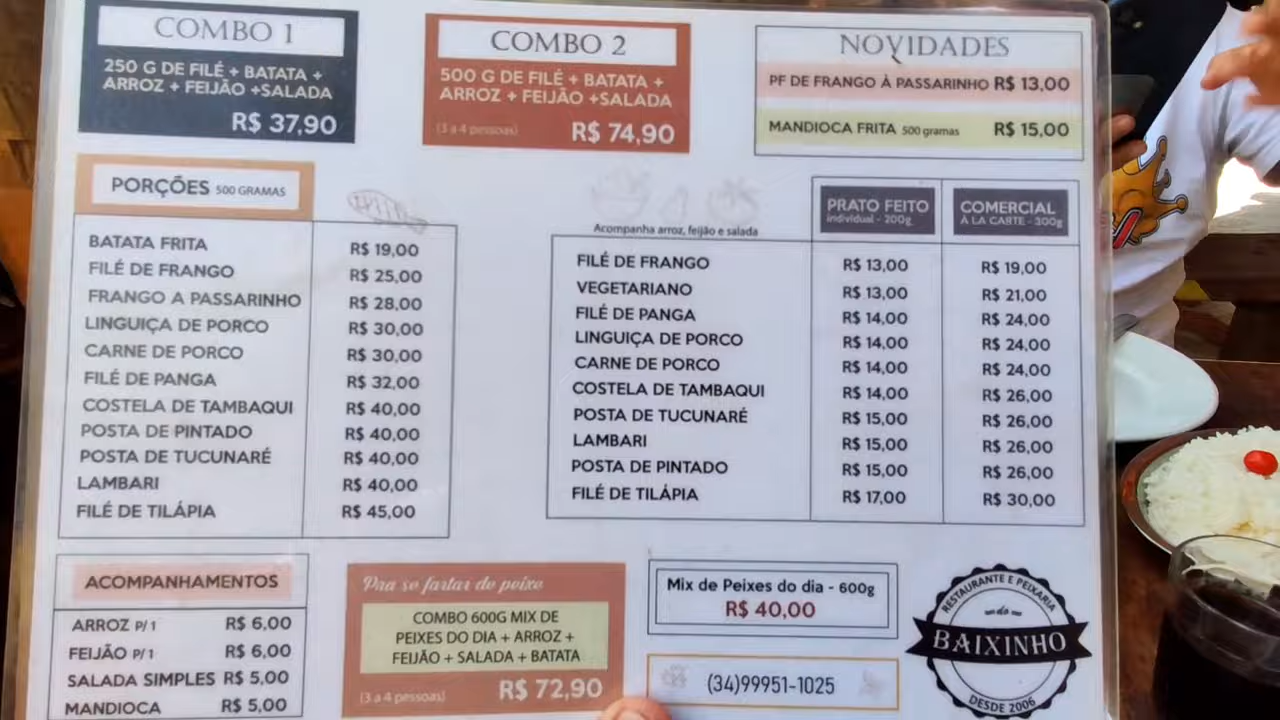 COMBO 1
250 G DE FILÉ + BATATA +
ARROZ + FEIJÃO +SALADA
R$ 37,90
COMBO 2
500 G DE FILÉ + BATATA +
ARROZ + FEIJÃO +SALADA
(3 a 4 pessoas) R$ 74,90
NOVIDADES
PF DE FRANGO À PASSARINHO R$ 13,00
MANDIOCA FRITA 500 gramas R$ 15,00
PORÇÕES 500 GRAMAS
BATATA FRITA R$ 19,00
FILÉ DE FRANGO R$ 25,00
FRANGO A PASSARINHO R$ 28,00
LINGUIÇA DE PORCO R$ 30,00
CARNE DE PORCO R$ 30,00
FILÉ DE PANGA R$ 32,00
COSTELA DE TAMBAQUI R$ 40,00
POSTA DE PINTADO R$ 40,00
POSTA DE TUCUNARÉ R$ 40,00
LAMBARI R$ 40,00
FILÉ DE TILÁPIA R$ 45,00
Acompanha arroz, feijão e salada
PRATO FEITO
individual - 200g
COMERCIAL
À LA CARTE - 300g
FILÉ DE FRANGO R$ 13,00 R$ 19,00
VEGETARIANO R$ 13,00 R$ 21,00
FILÉ DE PANGA R$ 14,00 R$ 24,00
LINGUIÇA DE PORCO R$ 14,00 R$ 24,00
CARNE DE PORCO R$ 14,00 R$ 24,00
COSTELA DE TAMBAQUI R$ 14,00 R$ 26,00
POSTA DE TUCUNARÉ R$ 15,00 R$ 26,00
LAMBARI R$ 15,00 R$ 26,00
POSTA DE PINTADO R$ 15,00 R$ 26,00
FILÉ DE TILÁPIA R$ 17,00 R$ 30,00
ACOMPANHAMENTOS
ARROZ P/1 R$ 6,00
FEIJÃO P/1 R$ 6,00
SALADA SIMPLES R$ 5,00
MANDIOCA R$ 5,00
Pra se fartar de peixe
COMBO 600G MIX DE
PEIXES DO DIA + ARROZ +
FEIJÃO + SALADA + BATATA
(3 a 4 pessoas) R$ 72,90
Mix de Peixes do dia - 600g
R$ 40,00
(34)99951-1025
RESTAURANTE E PEIXARIA
do
BAIXINHO
DESDE 2006